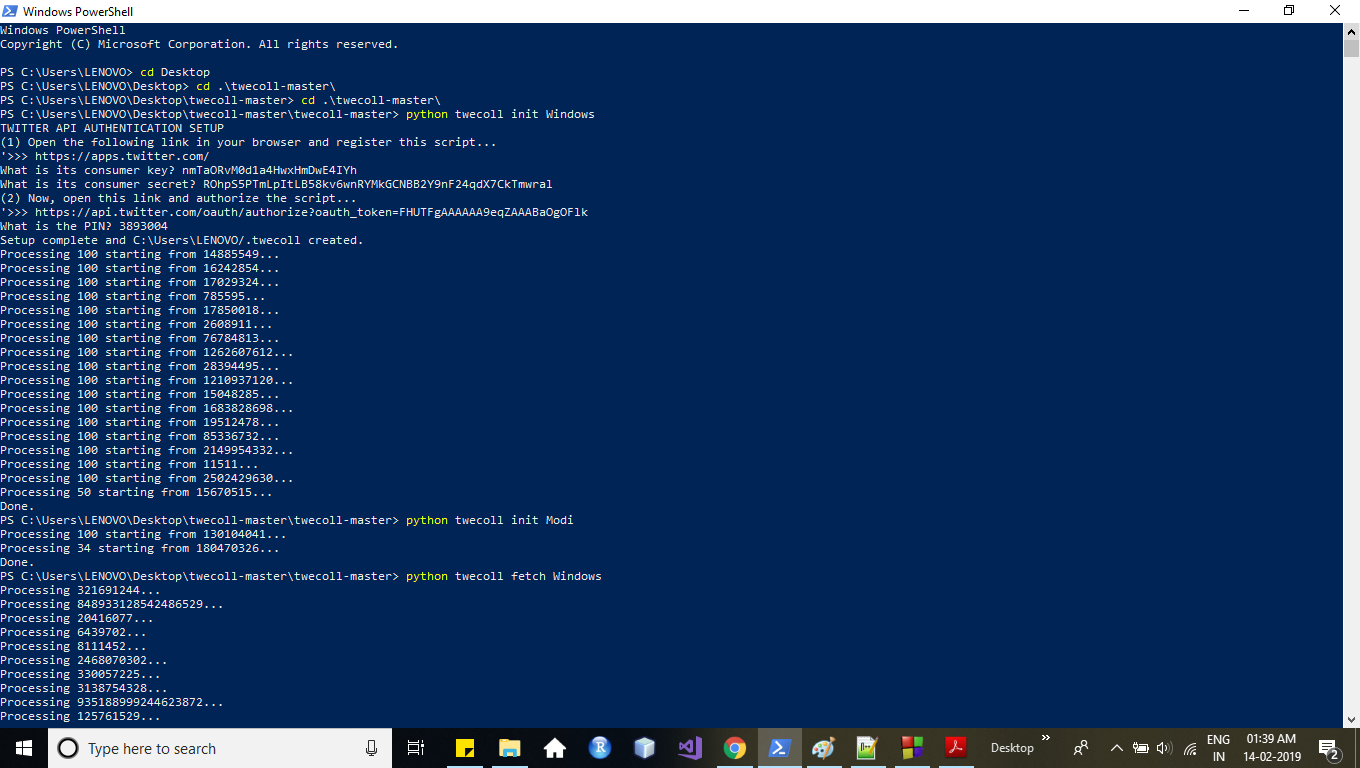 Windows PowerShell
Windows PowerShell
Copyright (C) Microsoft Corporation. All rights reserved.
PS C:\Users\LENOVO> cd Desktop
PS C:\Users\LENOVO\Desktop> cd .\twecoll-master\
PS C:\Users\LENOVO\Desktop\twecoll-master> cd .\twecoll-master\
PS C:\Users\LENOVO\Desktop\twecoll-master\twecoll-master> python twecoll init Windows
TWITTER API AUTHENTICATION SETUP
(1) Open the following link in your browser and register this script...
'>>> https://apps.twitter.com/
What is its consumer key? nmTaORvM0d1a4HwxHmDwE4IYh
What is its consumer secret? ROhpS5PTmLpItLB58kv6wnRYMkGCNBB2Y9nF24qdX7CkTmwral
(2) Now, open this link and authorize the script...
'>>> https://api.twitter.com/oauth/authorize?oauth_token=FHUTFgAAAAAA9eqZAAABaOgOFlk
What is the PIN? 3893004
Setup complete and C:\Users\LENOVO/.twecoll created.
Processing 100 starting from 14885549...
Processing 100 starting from 16242854...
Processing 100 starting from 17029324...
Processing 100 starting from 785595...
Processing 100 starting from 17850018...
Processing 100 starting from 2608911...
Processing 100 starting from 76784813...
Processing 100 starting from 1262607612...
Processing 100 starting from 28394495...
Processing 100 starting from 1210937120...
Processing 100 starting from 15048285...
Processing 100 starting from 1683828698...
Processing 100 starting from 19512478...
Processing 100 starting from 85336732...
Processing 100 starting from 2149954332...
Processing 100 starting from 11511...
Processing 100 starting from 2502429630...
Processing 50 starting from 15670515...
Done.
PS C:\Users\LENOVO\Desktop\twecoll-master\twecoll-master> python twecoll init Modi
Processing 100 starting from 130104041...
Processing 34 starting from 180470326...
Done.
PS C:\Users\LENOVO\Desktop\twecoll-master\twecoll-master> python twecoll fetch Windows
Processing 321691244...
Processing 848933128542486529...
Processing 20416077...
Processing 6439702...
Processing 8111452...
Processing 2468070302...
Processing 330057225...
Processing 3138754328...
Processing 935188999244623872...
Processing 125761529...
Type here to search
R
Desktop
»
ENG
IN
01:39 AM
14-02-2019
2